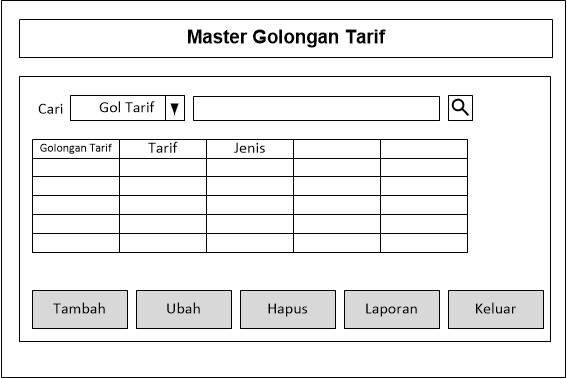 Master Golongan Tarif
Cari Gol Tarif
Golongan Tarif Tarif Jenis
Tambah Ubah Hapus Laporan Keluar